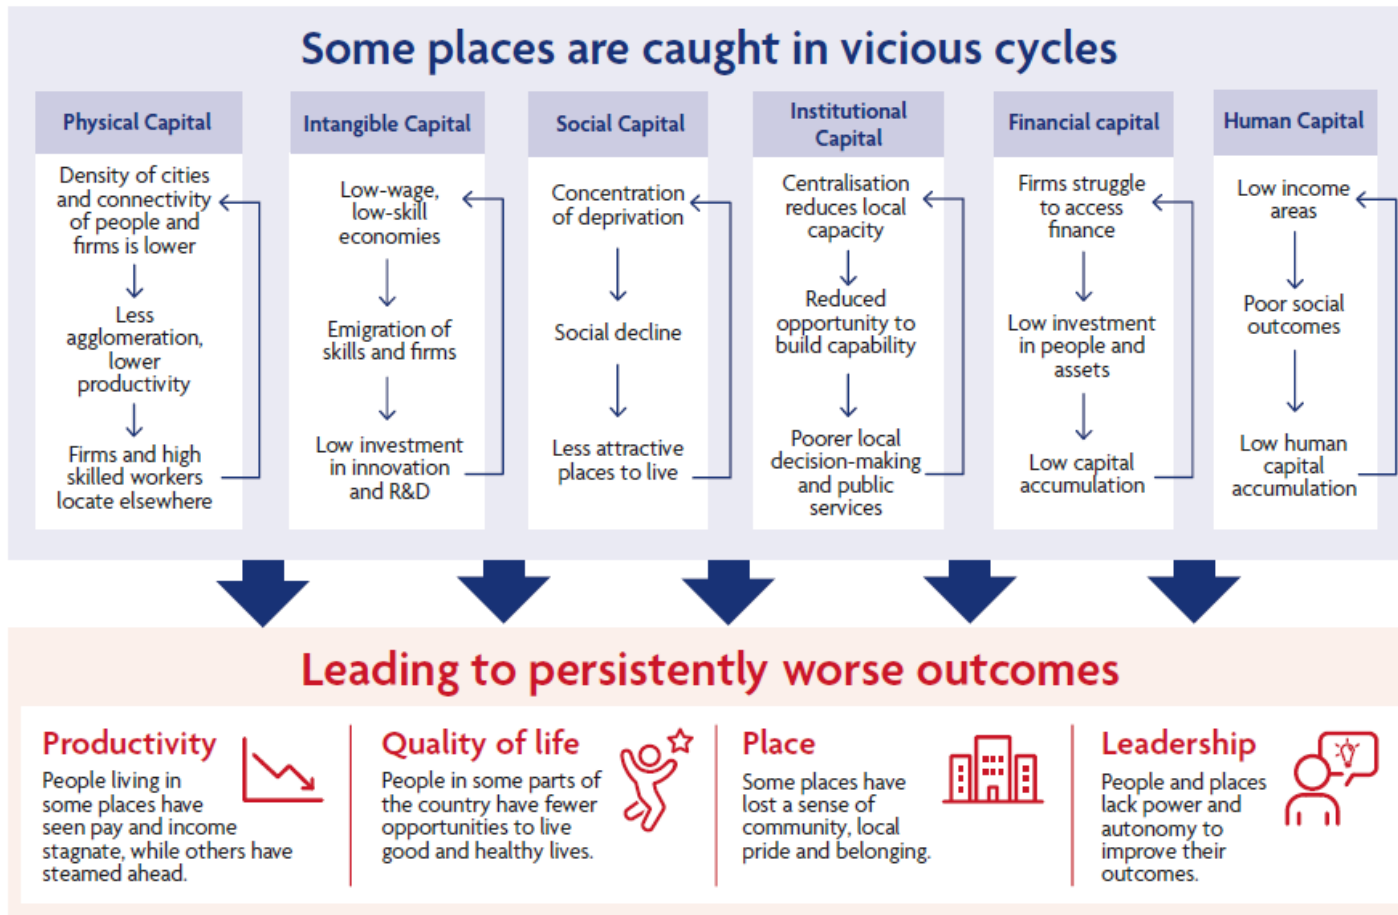 Some places are caught in vicious cycles
Physical Capital
Density of cities
and connectivity
of people and
firms is lower
Less
agglomeration,
lower
productivity
Firms and high
skilled workers
locate elsewhere
Intangible Capital
Low-wage,
low-skill
economies
Emigration of
skills and firms
Low investment
in innovation
and R&D
Social Capital
Concentration
of deprivation
Social decline
Less attractive
places to live
Institutional
Capital
Centralisation
reduces local
capacity
Reduced
opportunity to
build capability
Poorer local
decision-making
and public
services
Financial capital
Firms struggle
to access
finance
Low investment
in people and
assets
Low capital
accumulation
Human Capital
Low income
areas
Poor social
outcomes
Low human
capital
accumulation
Leading to persistently worse outcomes
Productivity
People living in
some places have
seen pay and income
stagnate, while others have
steamed ahead.
Quality of life
People in some parts of
the country have fewer
opportunities to live
good and healthy lives.
Place
Some places have
lost a sense of
community, local
pride and belonging.
Leadership
People and places
lack power and
autonomy to
improve their
outcomes.